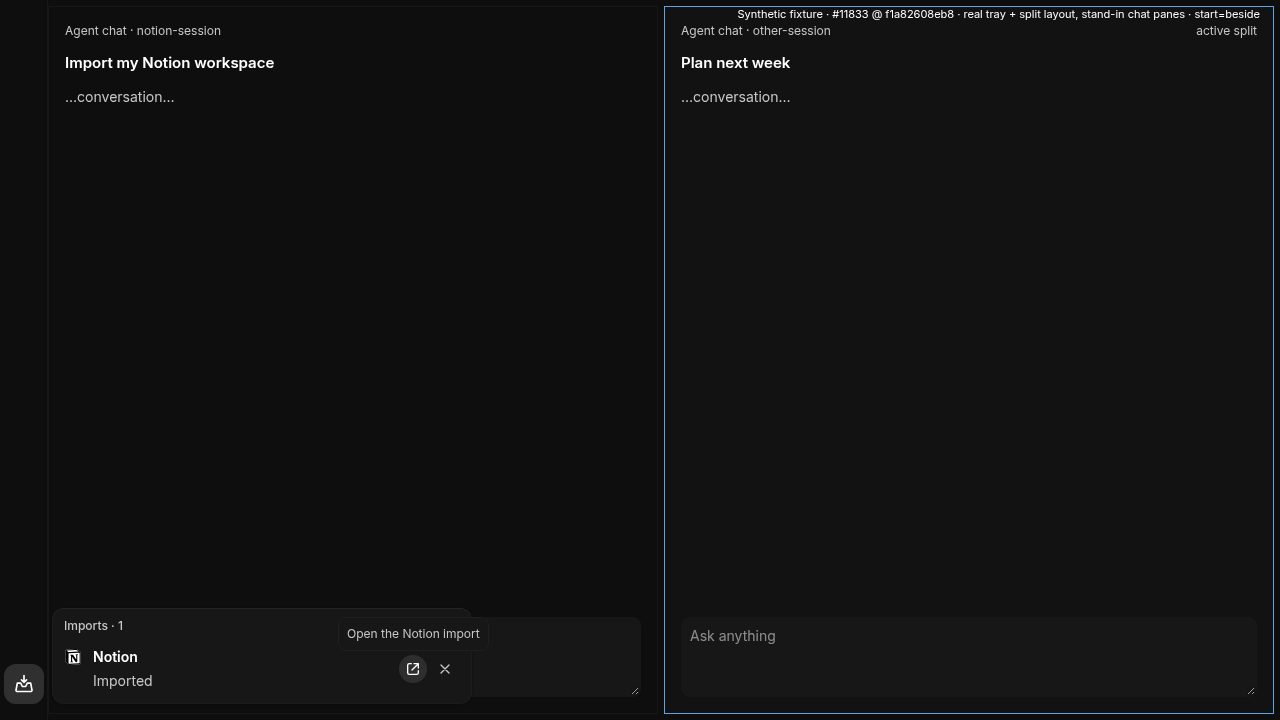 Synthetic fixture · #11833 @ f1a82608eb8 · real tray + split layout, stand-in chat panes · start=beside
Agent chat · notion-session
Import my Notion workspace
...conversation...
Agent chat · other-session
active split
Plan next week
...conversation...
Imports · 1
Open the Notion import
Notion
Imported
Ask anything